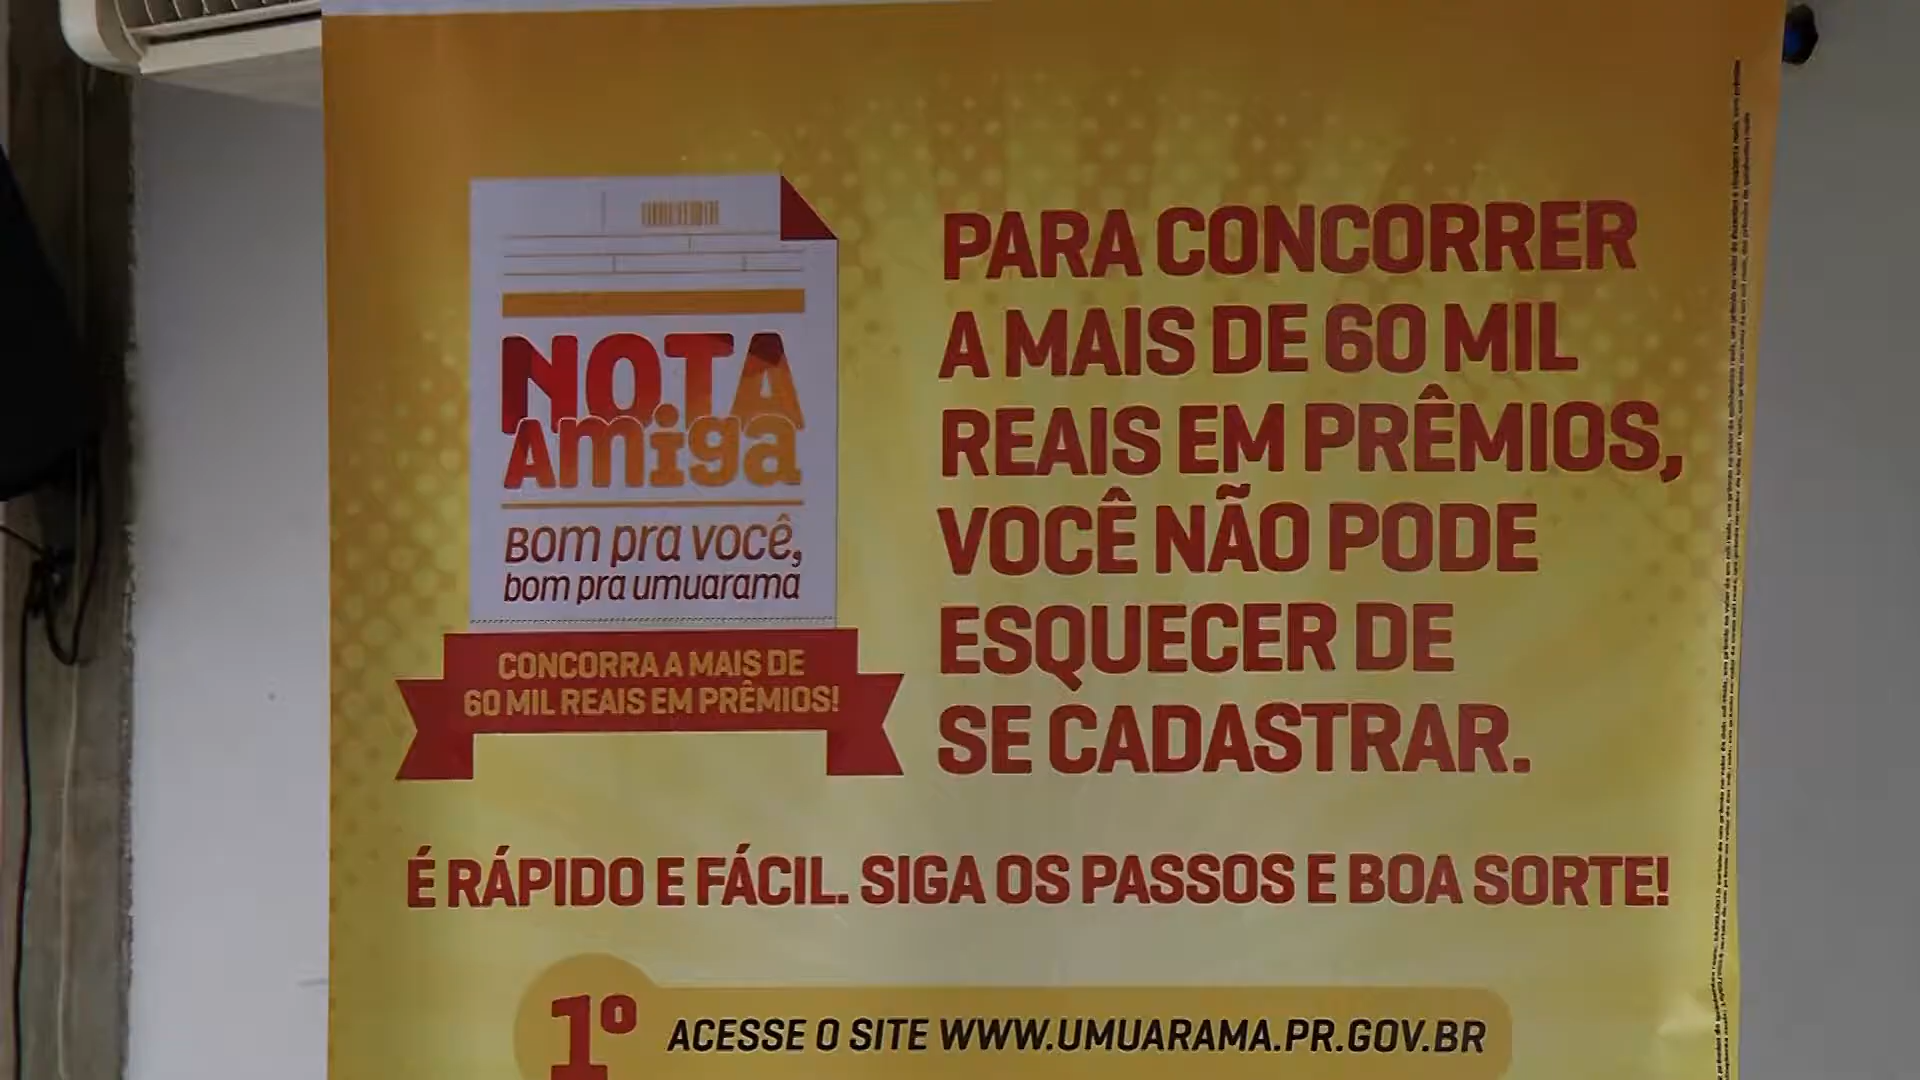 NOTA
Amiga
Bom pra você,
bom pra umuarama
CONCORRA A MAIS DE
60 MIL REAIS EM PRÊMIOS!
PARA CONCORRER
A MAIS DE 60 MIL
REAIS EM PRÊMIOS,
VOCÊ NÃO PODE
ESQUECER DE
SE CADASTRAR.
É RÁPIDO E FÁCIL. SIGA OS PASSOS E BOA SORTE!
1º
ACESSE O SITE WWW.UMUARAMA.PR.GOV.BR